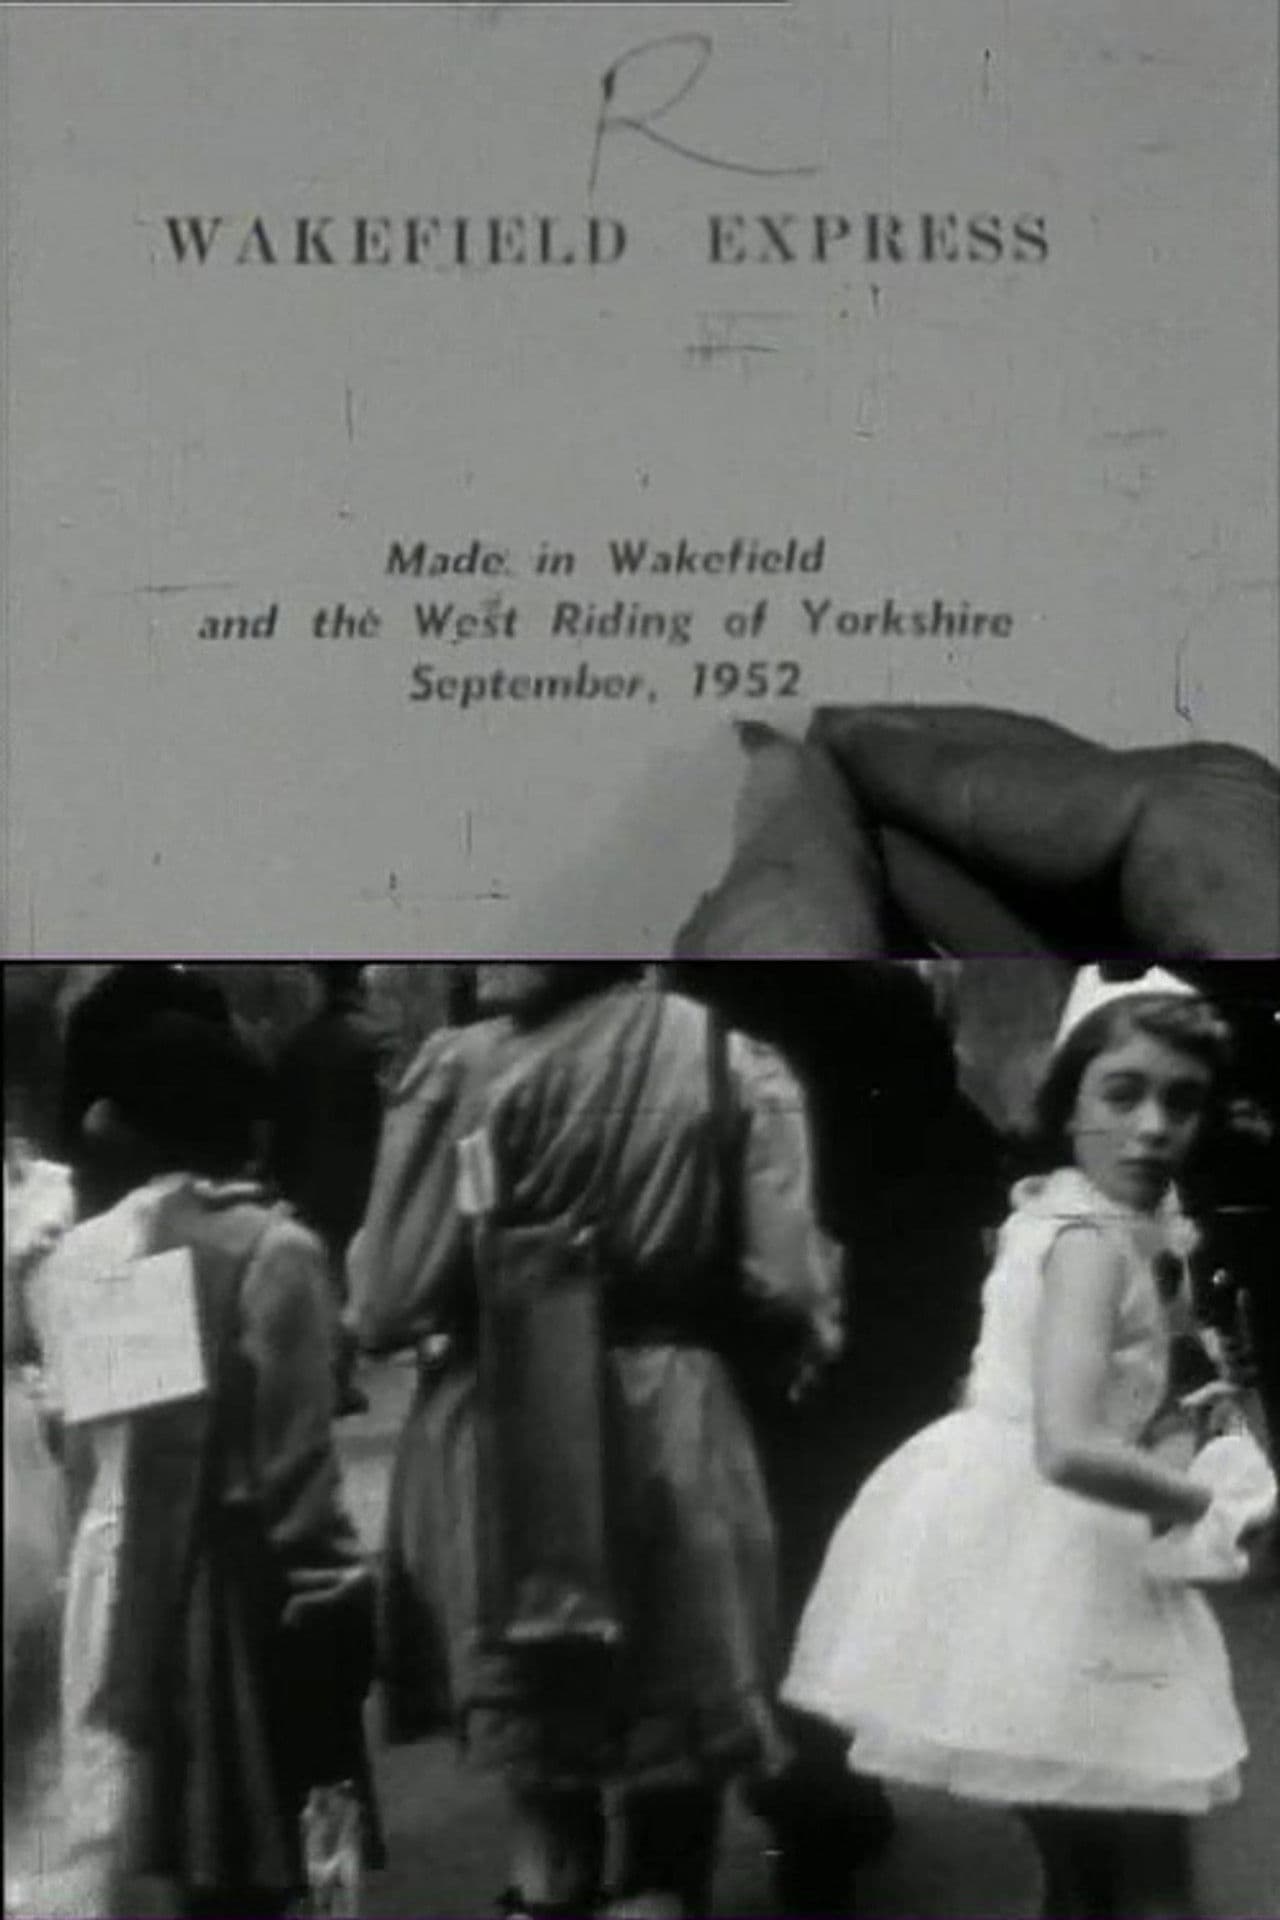 R
WAKEFIELD EXPRESS
Made in Wakefield
and the West Riding of Yorkshire
September, 1952